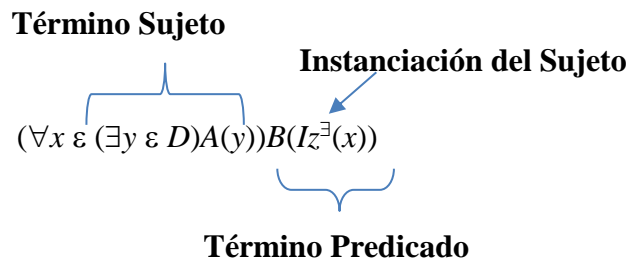 Término Sujeto
Instanciación del Sujeto
(∀x ε (∃y ε D)A(y))B(Iz∃(x))
Término Predicado